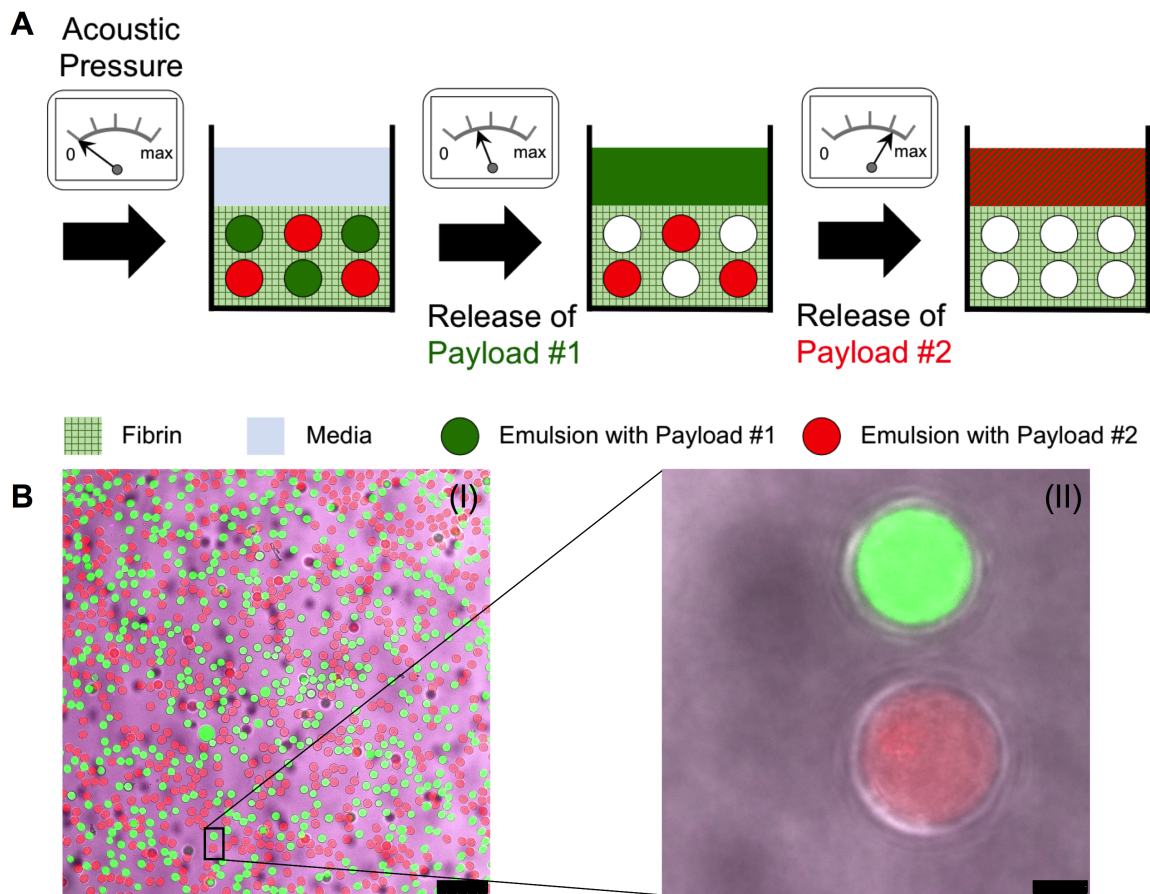 A
Acoustic
Pressure
0 max
0 max
0 max
Release of
Payload #1
Release of
Payload #2
Fibrin
Media
Emulsion with Payload #1
Emulsion with Payload #2
B
(I)
(II)